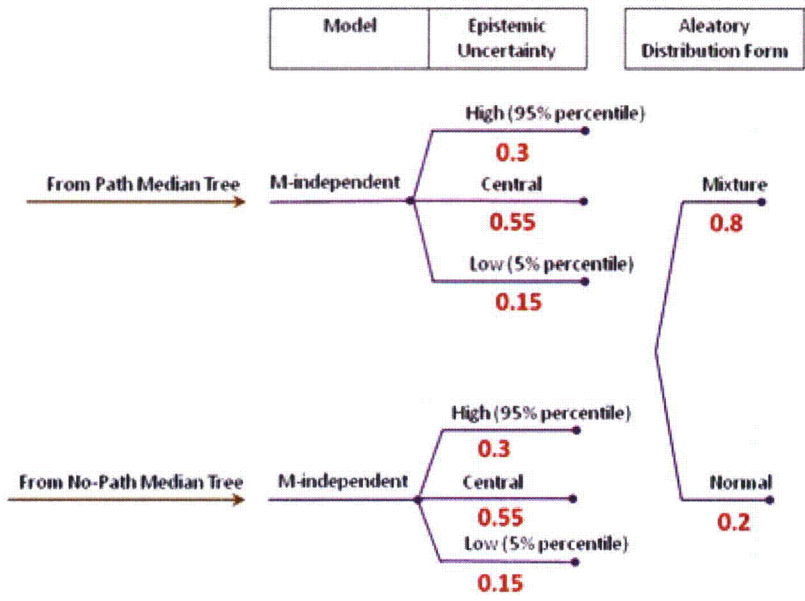 Model
Epistemic
Uncertainty
Aleatory
Distribution Form
High (95% percentile)
0.3
From Path Median Tree
M-independent
Central
0.55
Low (5% percentile)
0.15
Mixture
0.8
High (95% percentile)
0.3
From No-Path Median Tree
M-independent
Central
0.55
Low (5% percentile)
0.15
Normal
0.2